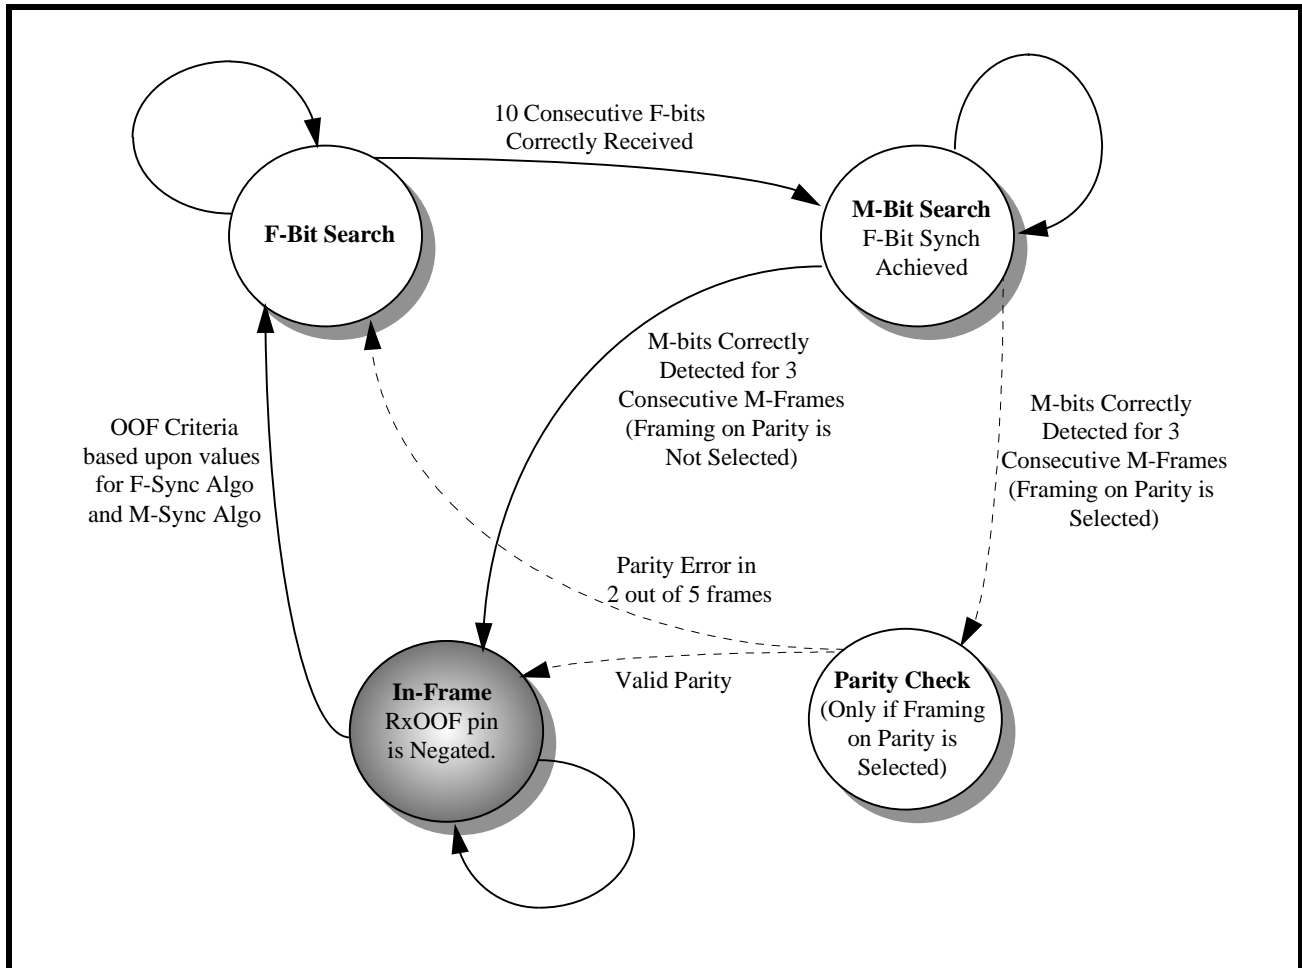 10 Consecutive F-bits
Correctly Received
F-Bit Search
M-Bit Search
F-Bit Synch
Achieved
M-bits Correctly
Detected for 3
Consecutive M-Frames
(Framing on Parity is
Not Selected)
M-bits Correctly
Detected for 3
Consecutive M-Frames
(Framing on Parity is
Selected)
OOF Criteria
based upon values
for F-Sync Algo
and M-Sync Algo
Parity Error in
2 out of 5 frames
Valid Parity
In-Frame
RxOOF pin
is Negated.
Parity Check
(Only if Framing
on Parity is
Selected)